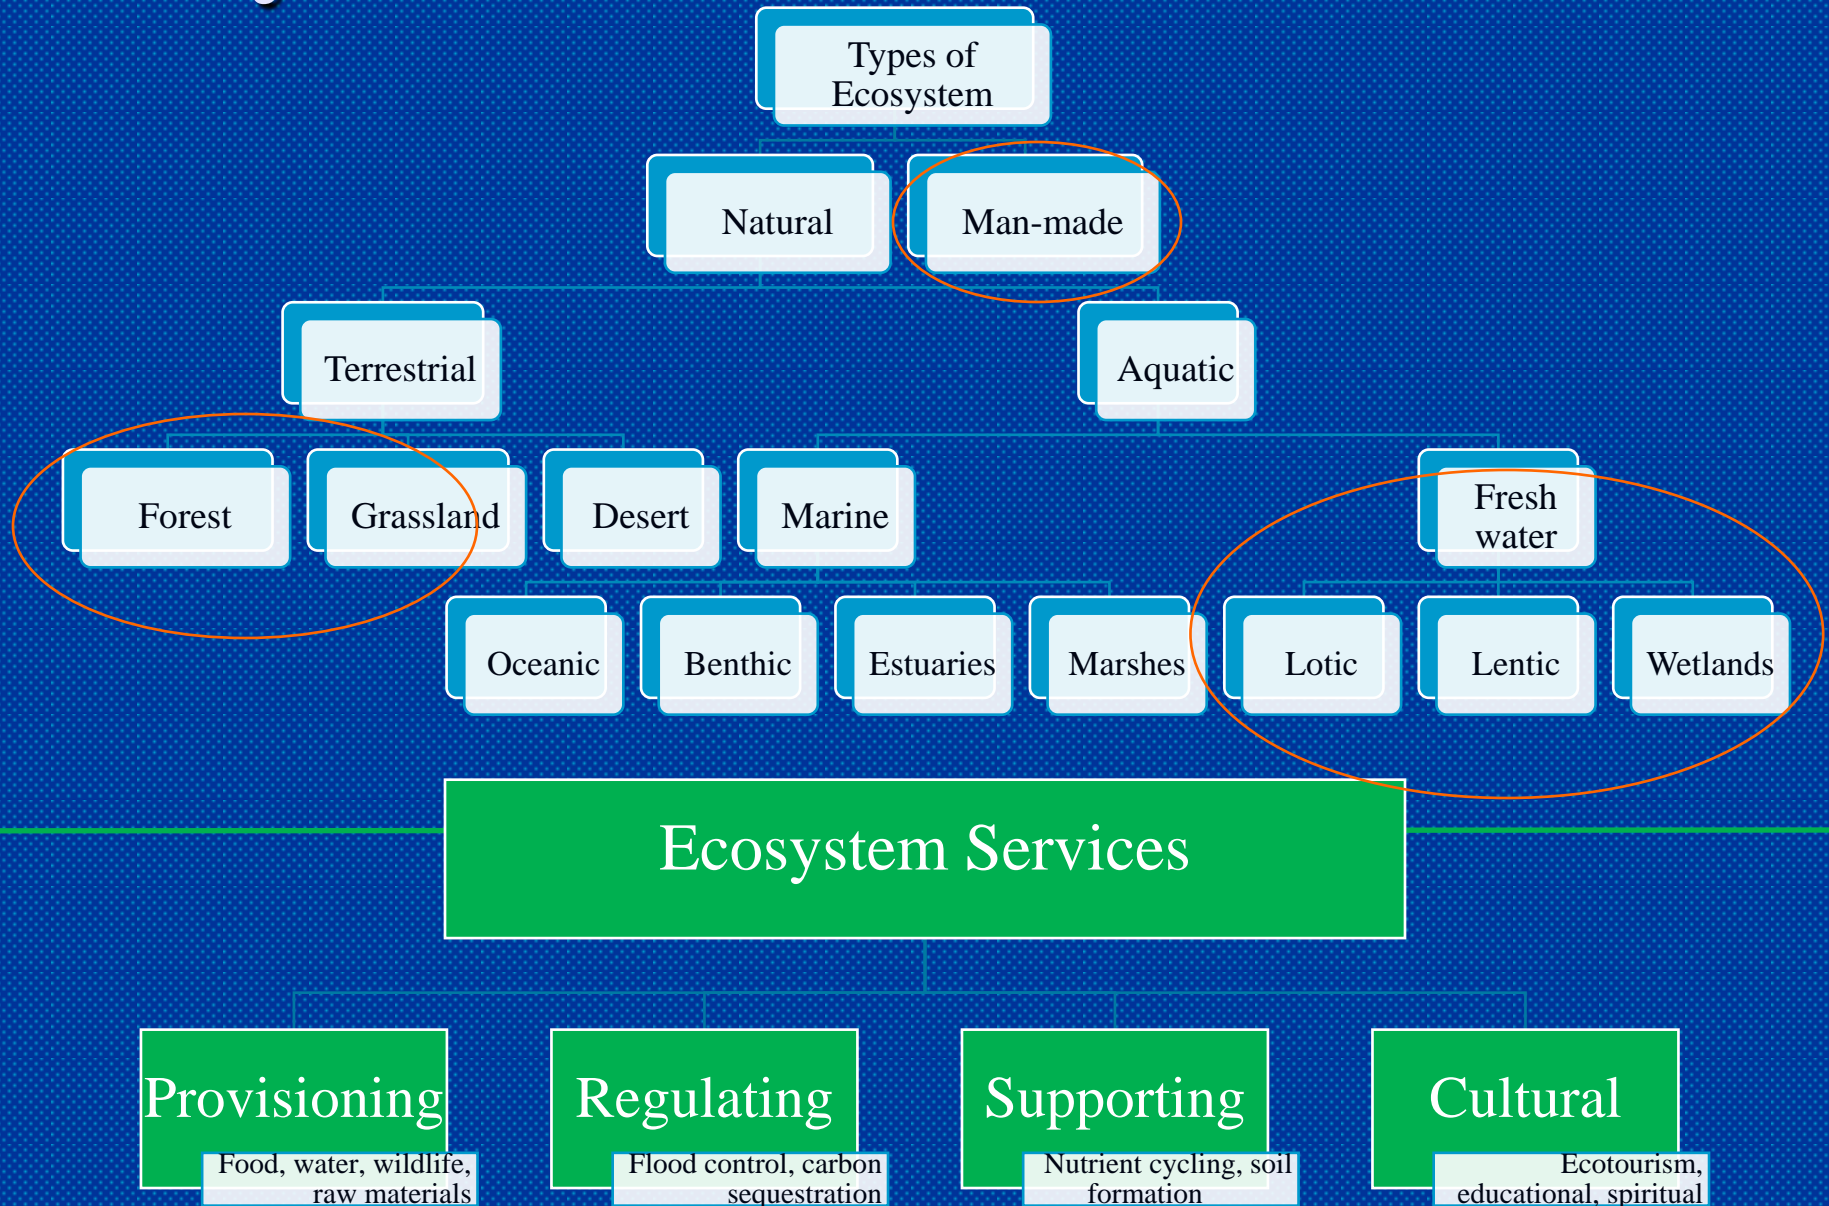 Types of
Ecosystem
Natural
Man-made
Terrestrial
Aquatic
Forest
Grassland
Desert
Marine
Fresh
water
Oceanic
Benthic
Estuaries
Marshes
Lotic
Lentic
Wetlands
Ecosystem Services
Provisioning
Food, water, wildlife,
raw materials
Regulating
Flood control, carbon
sequestration
Supporting
Nutrient cycling, soil
formation
Cultural
Ecotourism,
educational, spiritual